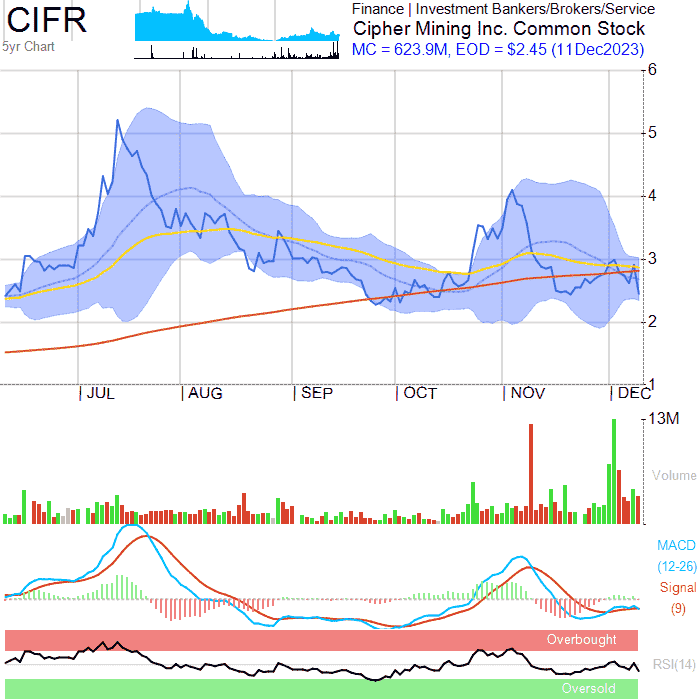 CIFR
5yr Chart
Finance | Investment Bankers/Brokers/Service
Cipher Mining Inc. Common Stock
MC = 623.9M, EOD = $2.45 (11Dec2023)
6
5
4
3
2
1
JUL
AUG
SEP
OCT
NOV
DEC
13M
Volume
MACD
(12-26)
Signal
(9)
Overbought
RSI(14)
Oversold